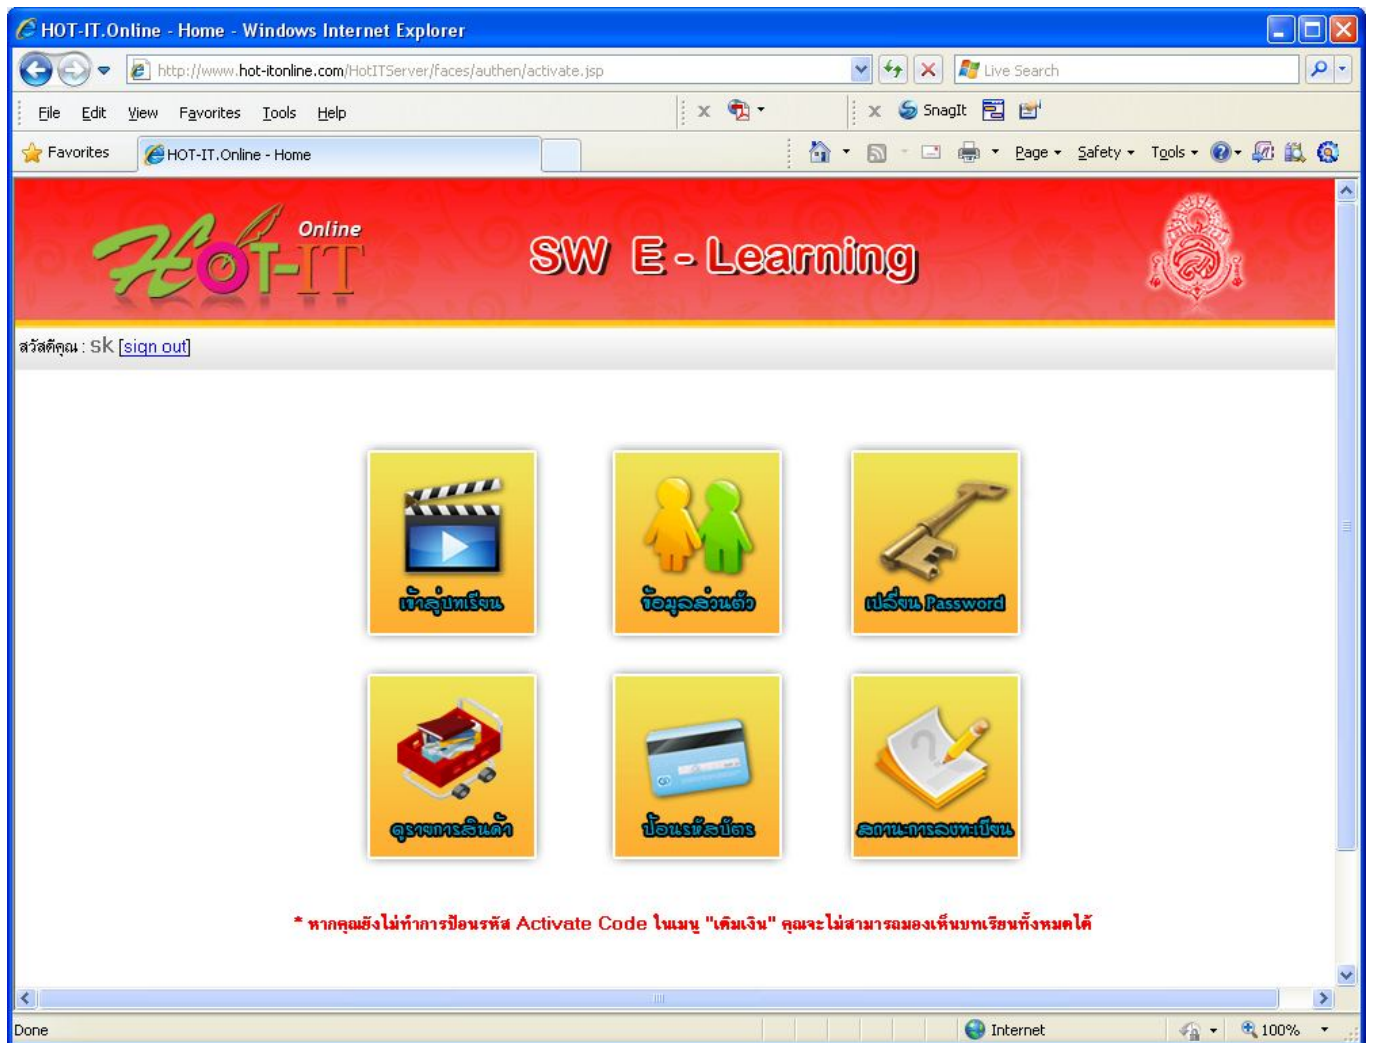 HOT-IT.Online - Home - Windows Internet Explorer
http://www.hot-itonline.com/HotITServer/faces/authen/activate.jsp
Live Search
File Edit View Favorites Tools Help
SnagIt
Favorites
HOT-IT.Online - Home
Page Safety Tools
HOT-IT Online
SW E - Learning
สวัสดีคุณ : sk [sign out]
เข้าสู่บทเรียน
ข้อมูลส่วนตัว
เปลี่ยน Password
ดูรายการสินค้า
ป้อนรหัสบัตร
สถานะการลงทะเบียน
* หากคุณยังไม่ทำการป้อนรหัส Activate Code ในเมนู "เติมเงิน" คุณจะไม่สามารถมองเห็นบทเรียนทั้งหมดได้
Done
Internet
100%